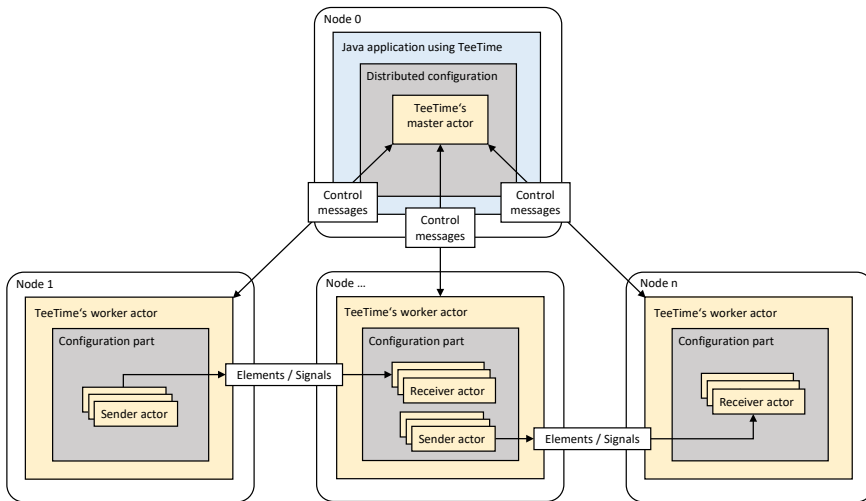 Node 0
Java application using TeeTime
Distributed configuration
TeeTime‘s
master actor
Control
messages
Control
messages
Control
messages
Node 1
TeeTime‘s worker actor
Configuration part
Sender actor
Elements / Signals
Node ...
TeeTime‘s worker actor
Configuration part
Receiver actor
Sender actor
Elements / Signals
Node n
TeeTime‘s worker actor
Configuration part
Receiver actor